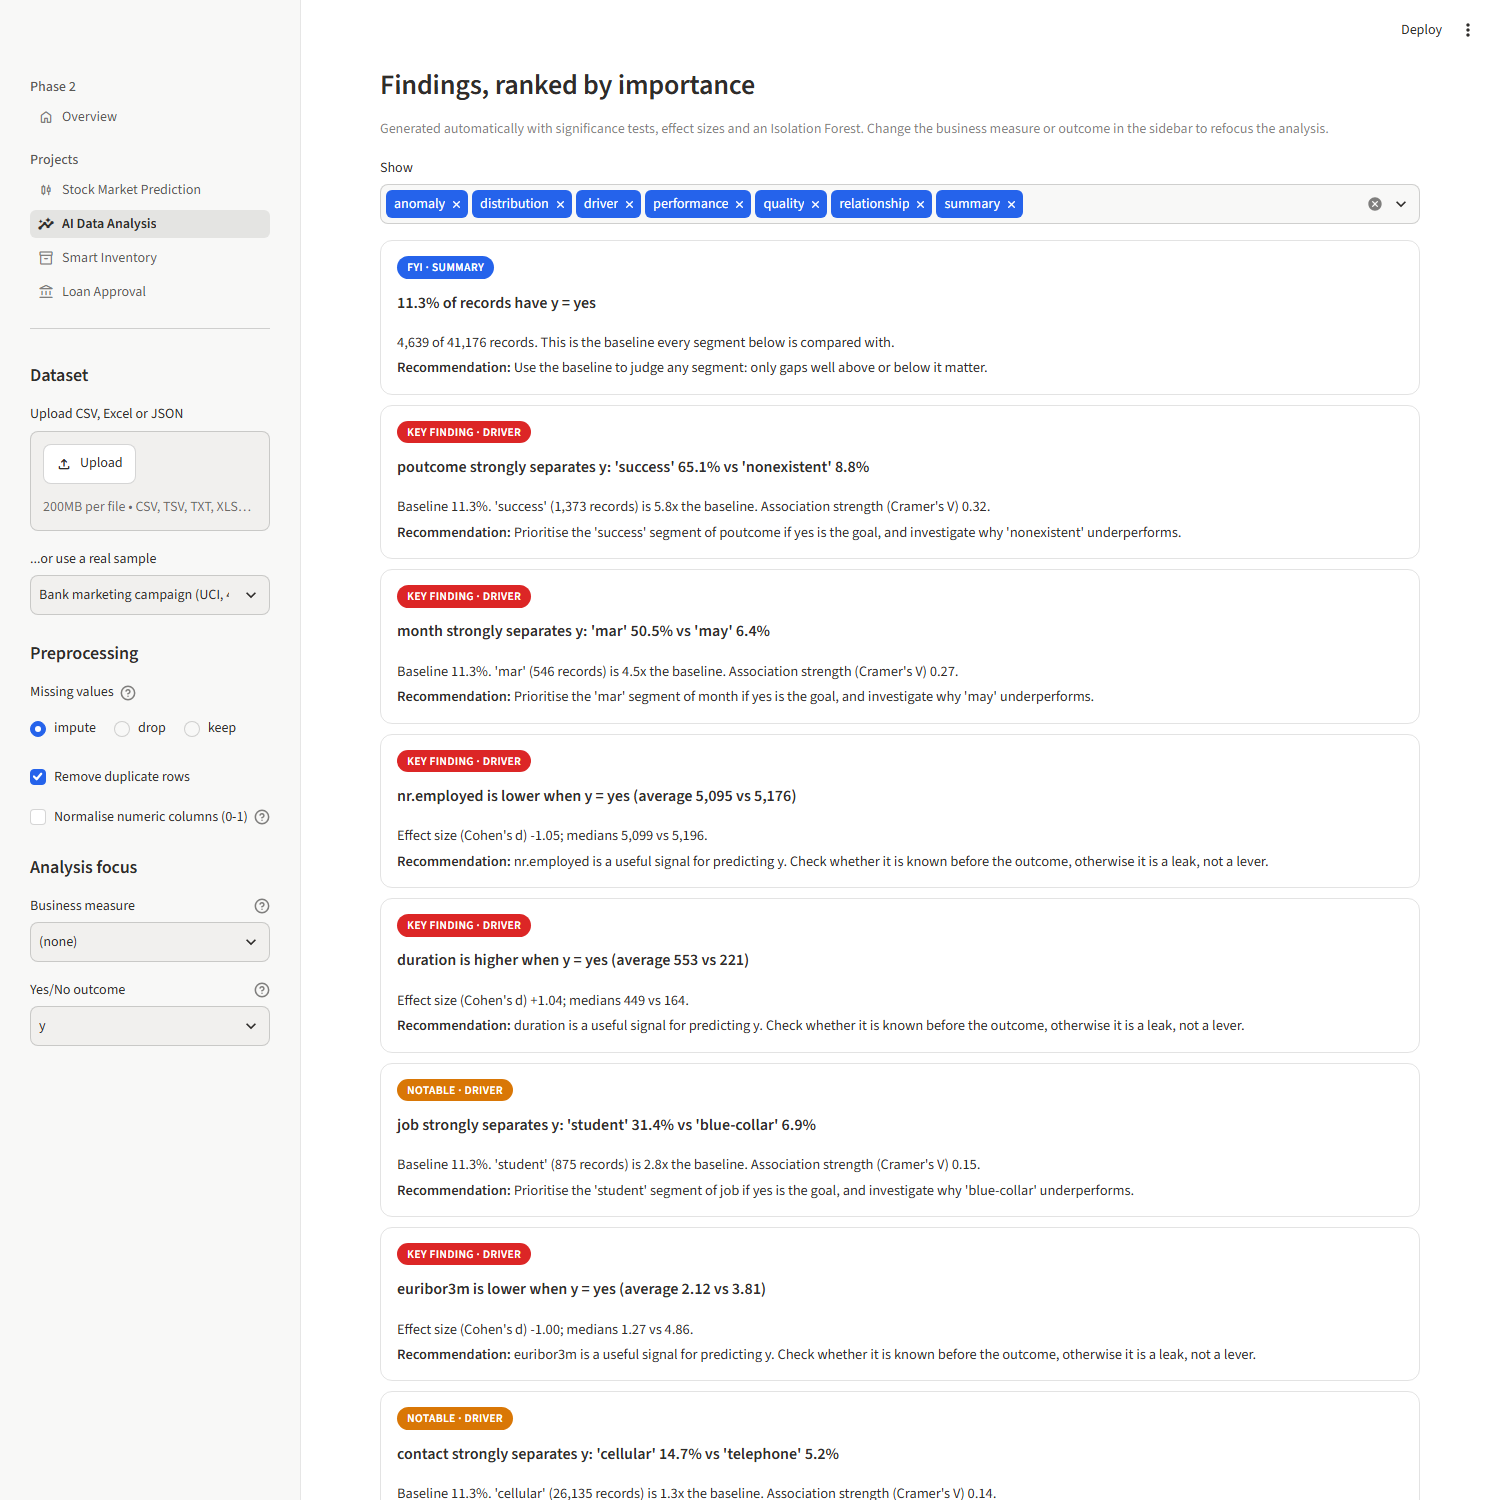 Deploy
Phase 2
Overview
Projects
Stock Market Prediction
AI Data Analysis
Smart Inventory
Loan Approval
Dataset
Upload CSV, Excel or JSON
Upload
200MB per file • CSV, TSV, TXT, XLS...
...or use a real sample
Bank marketing campaign (UCI,
Preprocessing
Missing values
impute
drop
keep
Remove duplicate rows
Normalise numeric columns (0-1)
Analysis focus
Business measure
(none)
Yes/No outcome
y
Findings, ranked by importance
Generated automatically with significance tests, effect sizes and an Isolation Forest. Change the business measure or outcome in the sidebar to refocus the analysis.
Show
anomaly distribution driver performance quality relationship summary
FYI · SUMMARY
11.3% of records have y = yes
4,639 of 41,176 records. This is the baseline every segment below is compared with.
Recommendation: Use the baseline to judge any segment: only gaps well above or below it matter.
KEY FINDING · DRIVER
poutcome strongly separates y: 'success' 65.1% vs 'nonexistent' 8.8%
Baseline 11.3%. 'success' (1,373 records) is 5.8x the baseline. Association strength (Cramer's V) 0.32.
Recommendation: Prioritise the 'success' segment of poutcome if yes is the goal, and investigate why 'nonexistent' underperforms.
KEY FINDING · DRIVER
month strongly separates y: 'mar' 50.5% vs 'may' 6.4%
Baseline 11.3%. 'mar' (546 records) is 4.5x the baseline. Association strength (Cramer's V) 0.27.
Recommendation: Prioritise the 'mar' segment of month if yes is the goal, and investigate why 'may' underperforms.
KEY FINDING · DRIVER
nr.employed is lower when y = yes (average 5,095 vs 5,176)
Effect size (Cohen's d) -1.05; medians 5,099 vs 5,196.
Recommendation: nr.employed is a useful signal for predicting y. Check whether it is known before the outcome, otherwise it is a leak, not a lever.
KEY FINDING · DRIVER
duration is higher when y = yes (average 553 vs 221)
Effect size (Cohen's d) +1.04; medians 449 vs 164.
Recommendation: duration is a useful signal for predicting y. Check whether it is known before the outcome, otherwise it is a leak, not a lever.
NOTABLE · DRIVER
job strongly separates y: 'student' 31.4% vs 'blue-collar' 6.9%
Baseline 11.3%. 'student' (875 records) is 2.8x the baseline. Association strength (Cramer's V) 0.15.
Recommendation: Prioritise the 'student' segment of job if yes is the goal, and investigate why 'blue-collar' underperforms.
KEY FINDING · DRIVER
euribor3m is lower when y = yes (average 2.12 vs 3.81)
Effect size (Cohen's d) -1.00; medians 1.27 vs 4.86.
Recommendation: euribor3m is a useful signal for predicting y. Check whether it is known before the outcome, otherwise it is a leak, not a lever.
NOTABLE · DRIVER
contact strongly separates y: 'cellular' 14.7% vs 'telephone' 5.2%
Baseline 11.3%. 'cellular' (26,135 records) is 1.3x the baseline. Association strength (Cramer's V) 0.14.